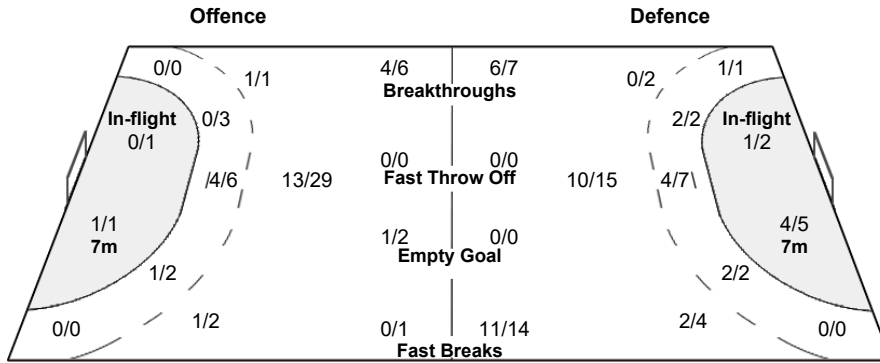 Offence Defence
0/0 1/1 4/6 6/7 0/2 1/1
Breakthroughs
In-flight 0/3 2/2 In-flight
0/1 1/2
0/0 0/0
4/6 13/29 Fast Throw Off 10/15 4/7
1/1 4/5
7m 7m
1/2 0/0
Empty Goal
1/2 2/2
0/0 1/2 0/1 11/14 2/4 0/0
Fast Breaks